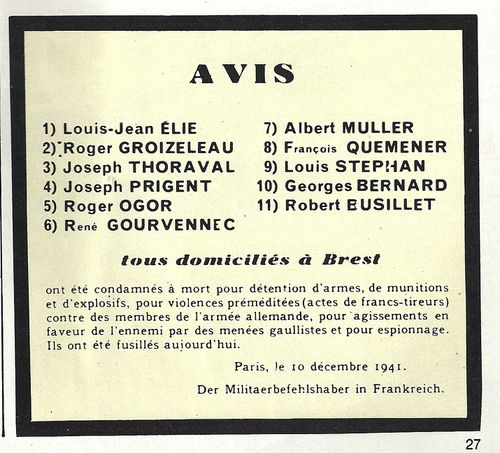 AVIS
1) Louis-Jean ÉLIE
2) Roger GROIZELEAU
3) Joseph THORAVAL
4) Joseph PRIGENT
5) Roger OGOR
6) René GOURVENNEC
7) Albert MULLER
8) François QUEMENER
9) Louis STEPHAN
10) Georges BERNARD
11) Robert BUSILLET
tous domiciliés à Brest
ont été condamnés à mort pour détention d'armes, de munitions
et d'explosifs, pour violences préméditées (actes de francs-tireurs)
contre des membres de l'armée allemande, pour agissements en
faveur de l'ennemi par des menées gaullistes et pour espionnage.
Ils ont été fusillés aujourd'hui.
Paris, le 10 décembre 1941.
Der Militaerbefehlshaber in Frankreich.
27